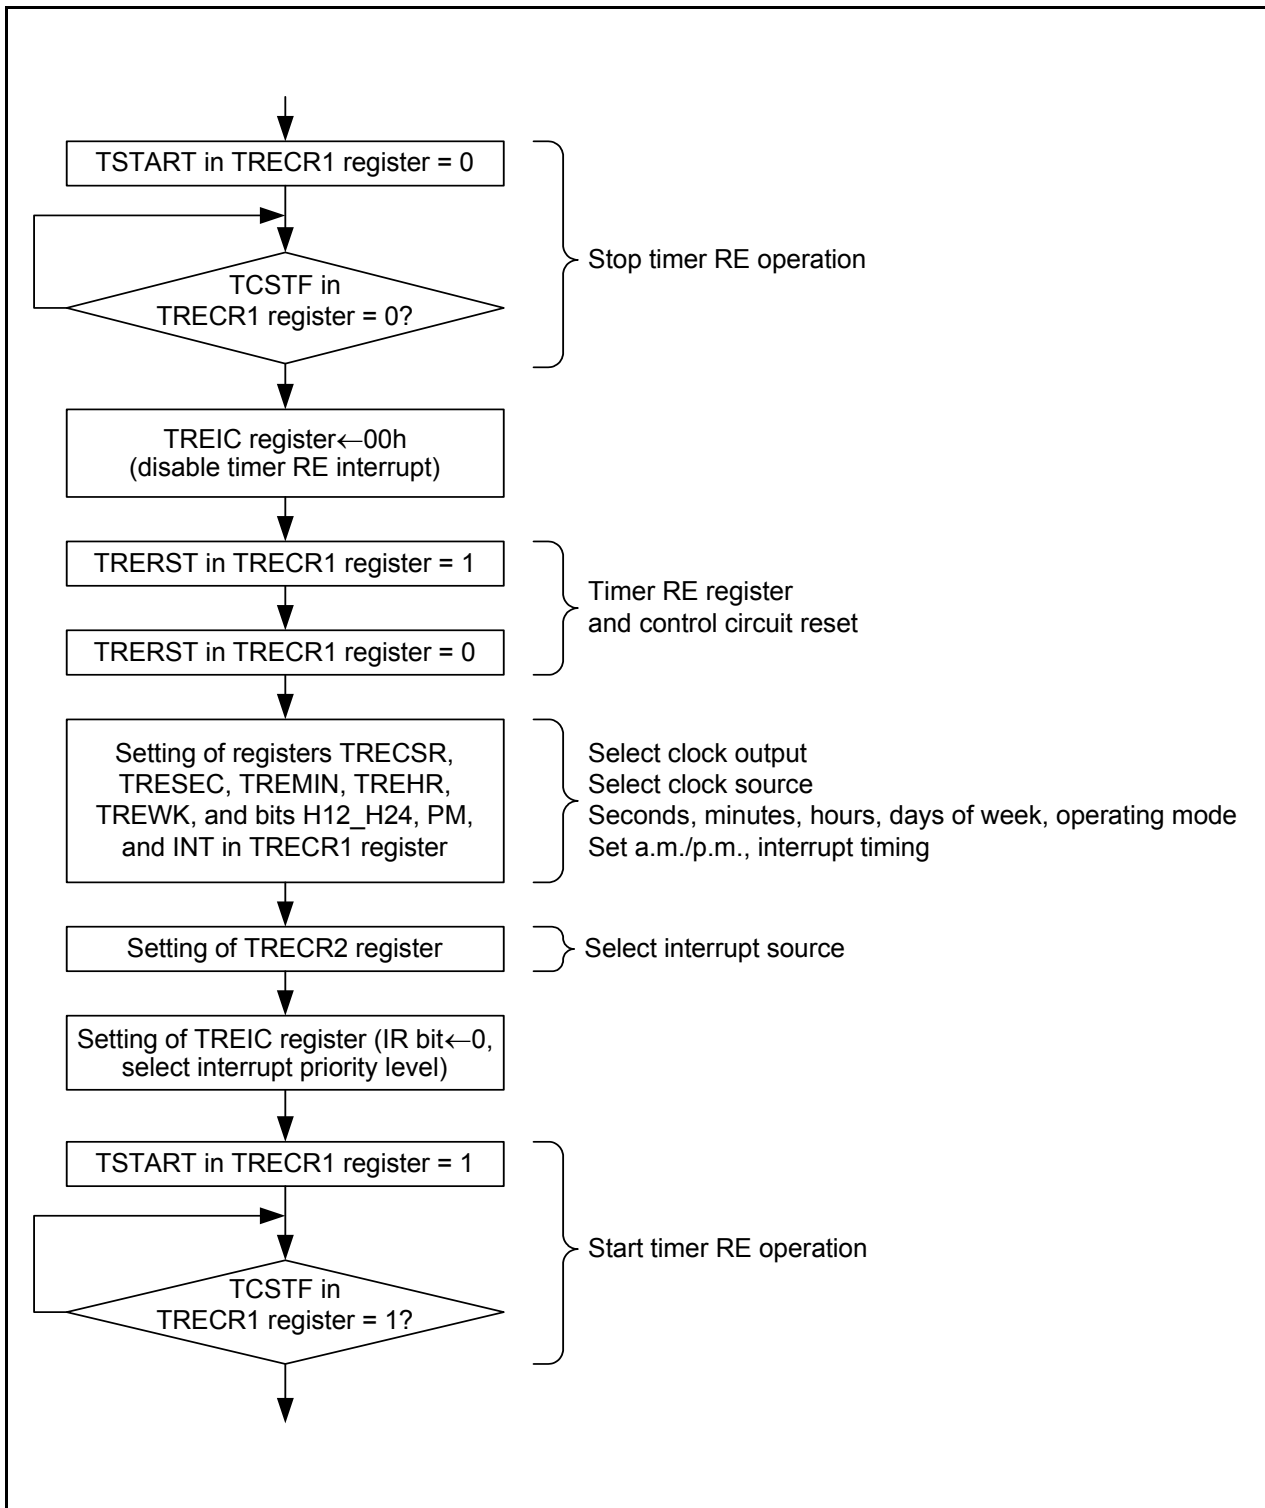 TSTART in TRECR1 register = 0
TCSTF in
TRECR1 register = 0?
Stop timer RE operation
TREIC register←00h
(disable timer RE interrupt)
TRERST in TRECR1 register = 1
TRERST in TRECR1 register = 0
Timer RE register
and control circuit reset
Setting of registers TRECSR,
TRESEC, TREMIN, TREHR,
TREWK, and bits H12_H24, PM,
and INT in TRECR1 register
Select clock output
Select clock source
Seconds, minutes, hours, days of week, operating mode
Set a.m./p.m., interrupt timing
Setting of TRECR2 register
Select interrupt source
Setting of TREIC register (IR bit←0,
select interrupt priority level)
TSTART in TRECR1 register = 1
TCSTF in
TRECR1 register = 1?
Start timer RE operation